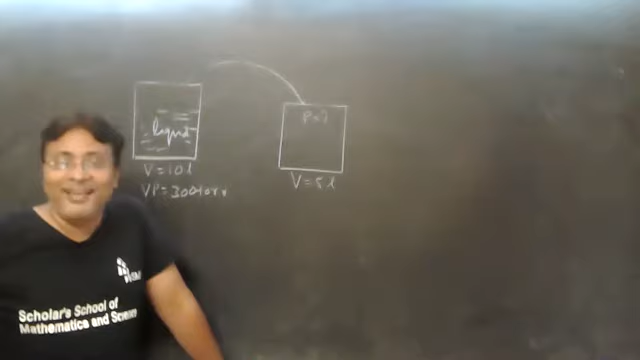 liquid
V = 10 l
VP = 300 torr
P = ?
V = 5 l
Scholar's School of
Mathematics and Science